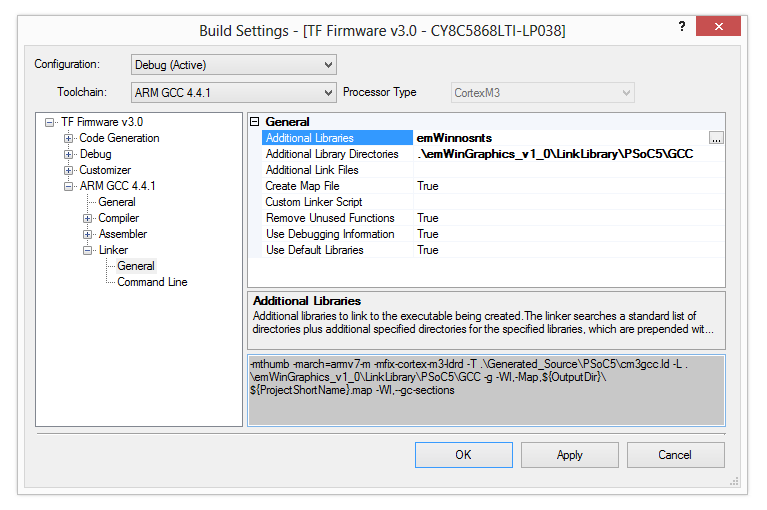 Build Settings - [TF Firmware v3.0 - CY8C5868LTI-LP038]
?
x
Configuration: Debug (Active)
Toolchain: ARM GCC 4.4.1 Processor Type CortexM3
TF Firmware v3.0
Code Generation
Debug
Customizer
ARM GCC 4.4.1
General
Compiler
Assembler
Linker
General
Command Line
General
Additional Libraries emWinnosnts ...
Additional Library Directories .\emWinGraphics_v1_0\LinkLibrary\PSoC5\GCC
Additional Link Files
Create Map File True
Custom Linker Script
Remove Unused Functions True
Use Debugging Information True
Use Default Libraries True
Additional Libraries
Additional libraries to link to the executable being created.The linker searches a standard list of
directories plus additional specified directories for the specified libraries, which are prepended wit...
-mthumb -march=armv7-m -mfix-cortex-m3-ldrd -T .\Generated_Source\PSoC5\cm3gcc.ld -L .
\emWinGraphics_v1_0\LinkLibrary\PSoC5\GCC -g -Wl,-Map,${OutputDir}\
${ProjectShortName}.map -Wl,--gc-sections
OK Apply Cancel